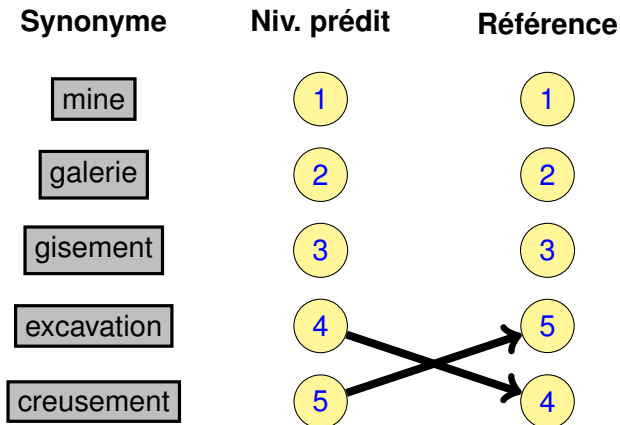 Synonyme Niv. prédit Référence
mine 1 1
galerie 2 2
gisement 3 3
excavation 4 5
creusement 5 4